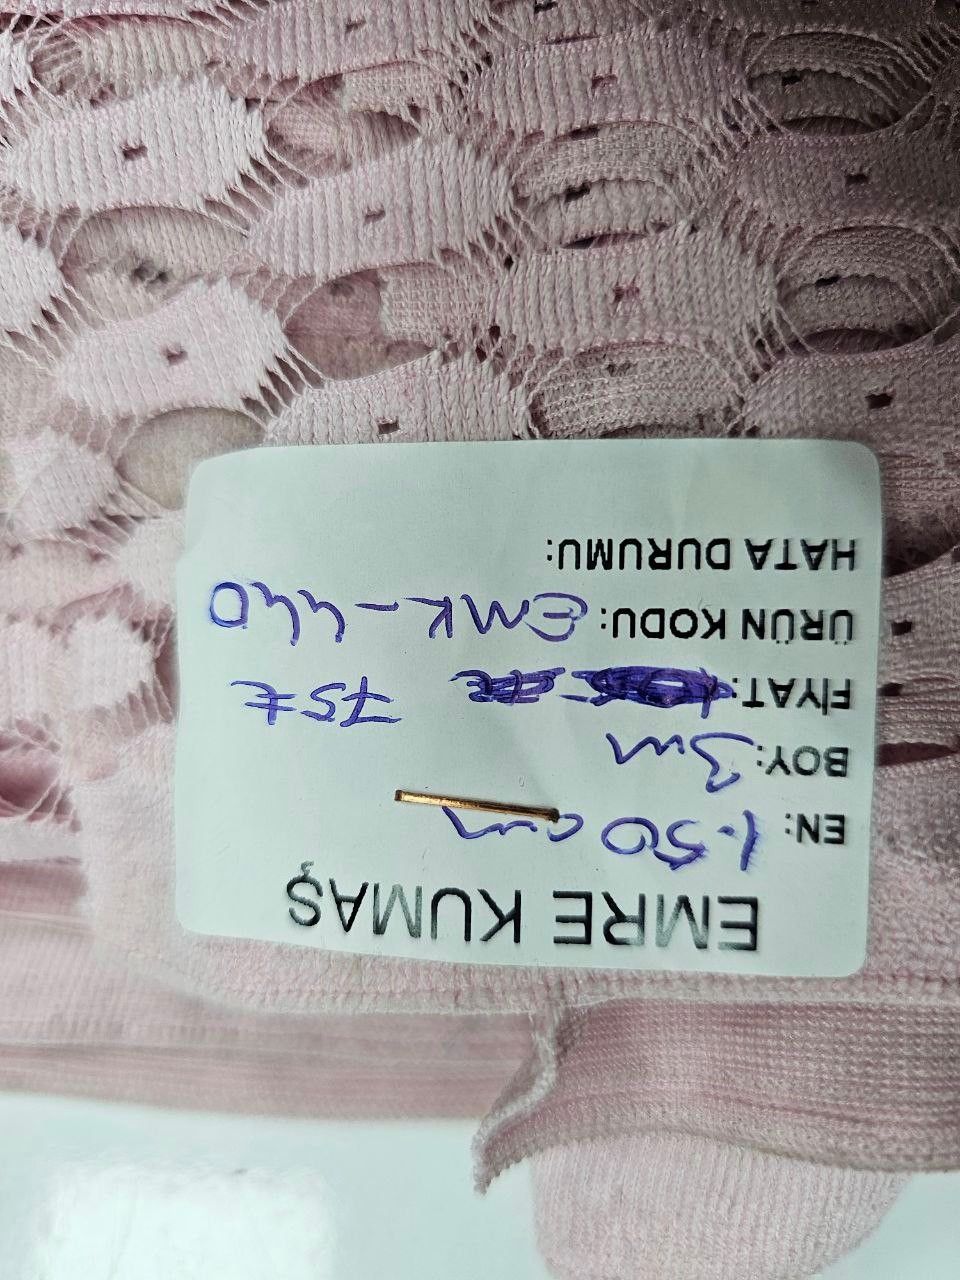 EMRE KUMAŞ
EN: 1.50 cm
BOY: 3m
FİYAT: 75₺
ÜRÜN KODU: EMK-440
HATA DURUMU: